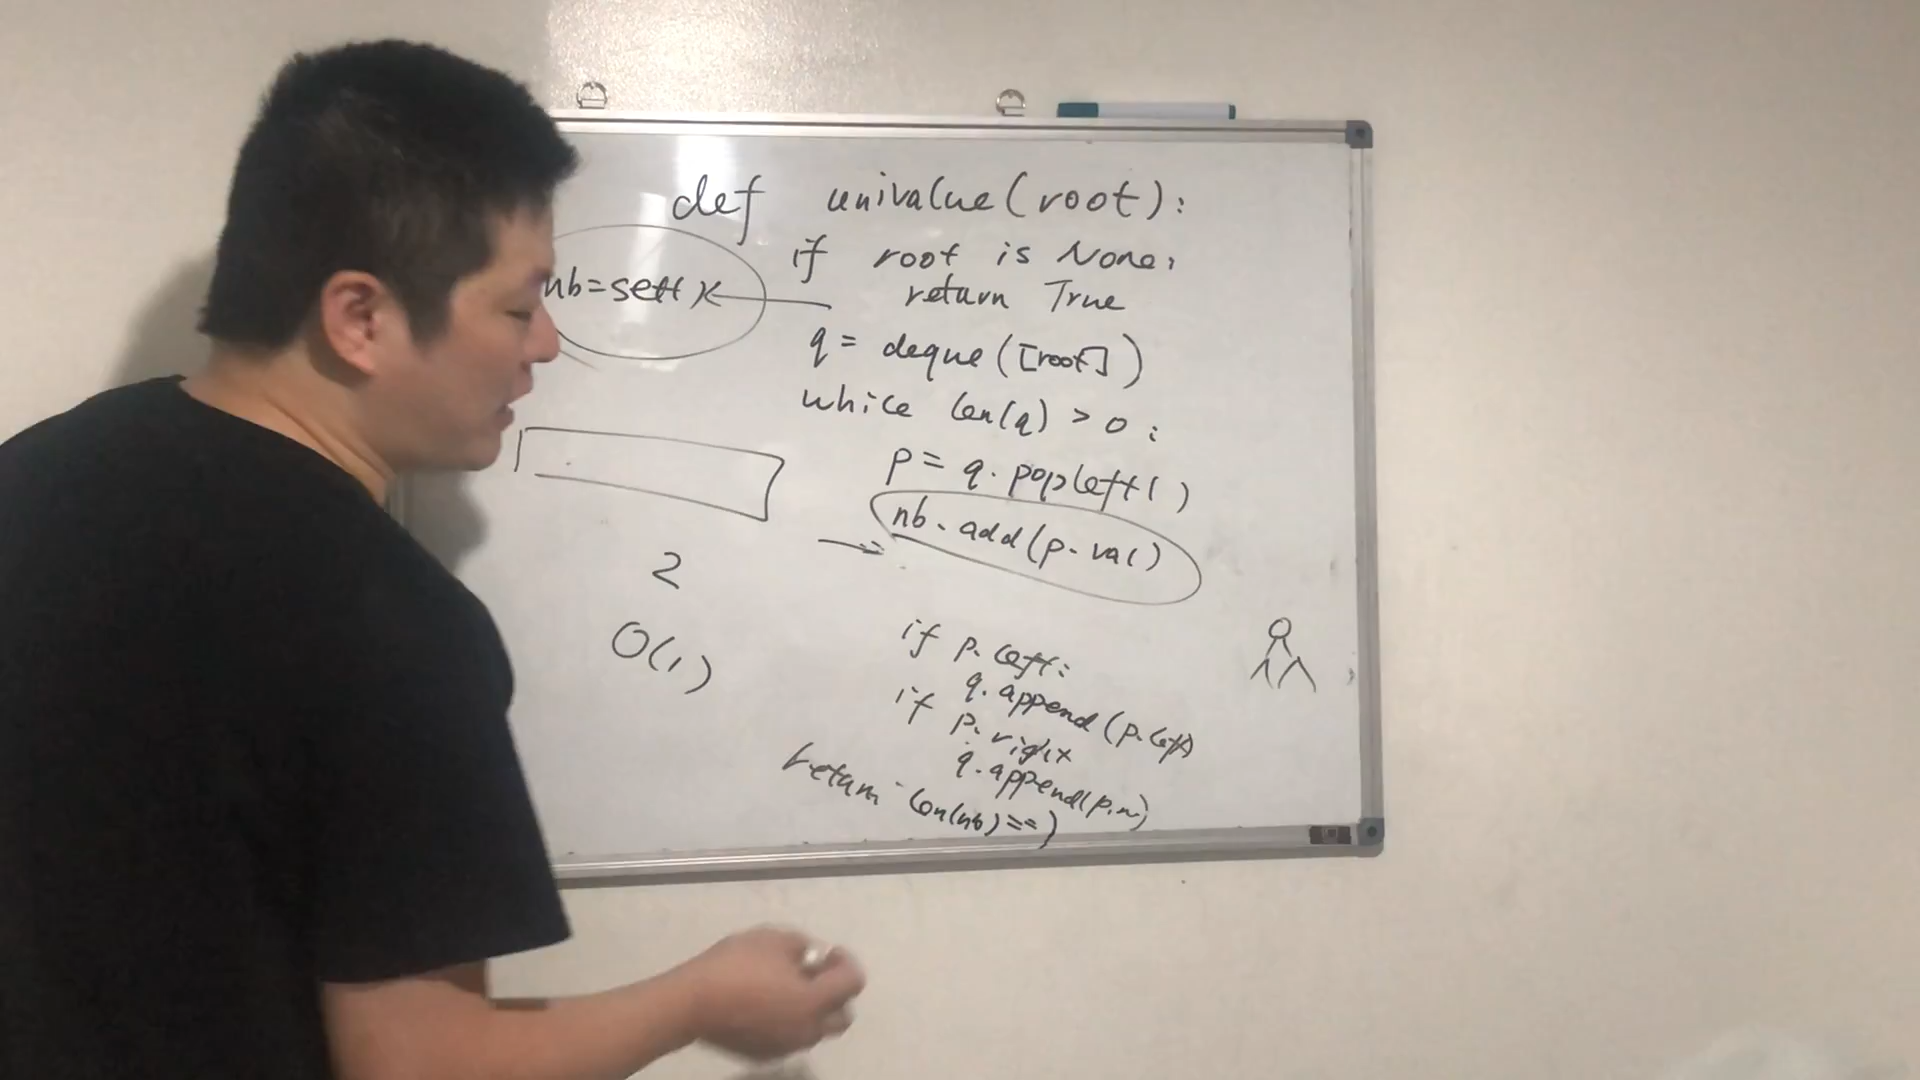 def univalue(root):
if root is None:
return True
nb=set()
q = deque([root])
while len(q) > 0:
p = q.popleft()
nb.add(p.val)
2
O(1)
if p.left:
q.append(p.left)
if p.right
q.append(p.r)
return len(nb)==1